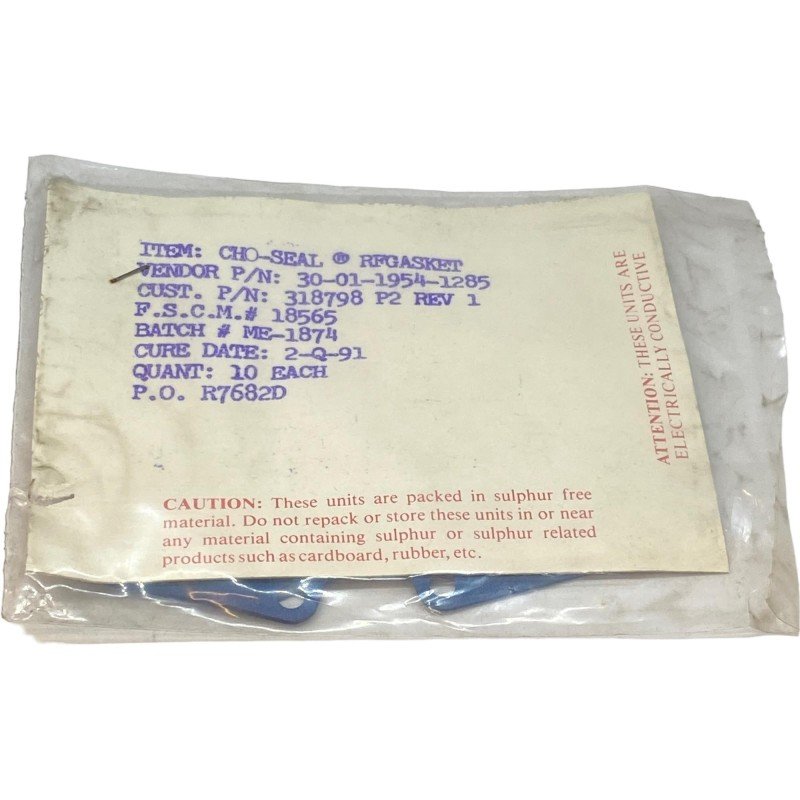 ITEM: CHO-SEAL ® RFGASKET
VENDOR P/N: 30-01-1954-1285
CUST. P/N: 318798 P2 REV 1
F.S.C.M.# 18565
BATCH # ME-1874
CURE DATE: 2-Q-91
QUANT: 10 EACH
P.O. R7682D
CAUTION: These units are packed in sulphur free
material. Do not repack or store these units in or near
any material containing sulphur or sulphur related
products such as cardboard, rubber, etc.
ATTENTION: THESE UNITS ARE
ELECTRICALLY CONDUCTIVE